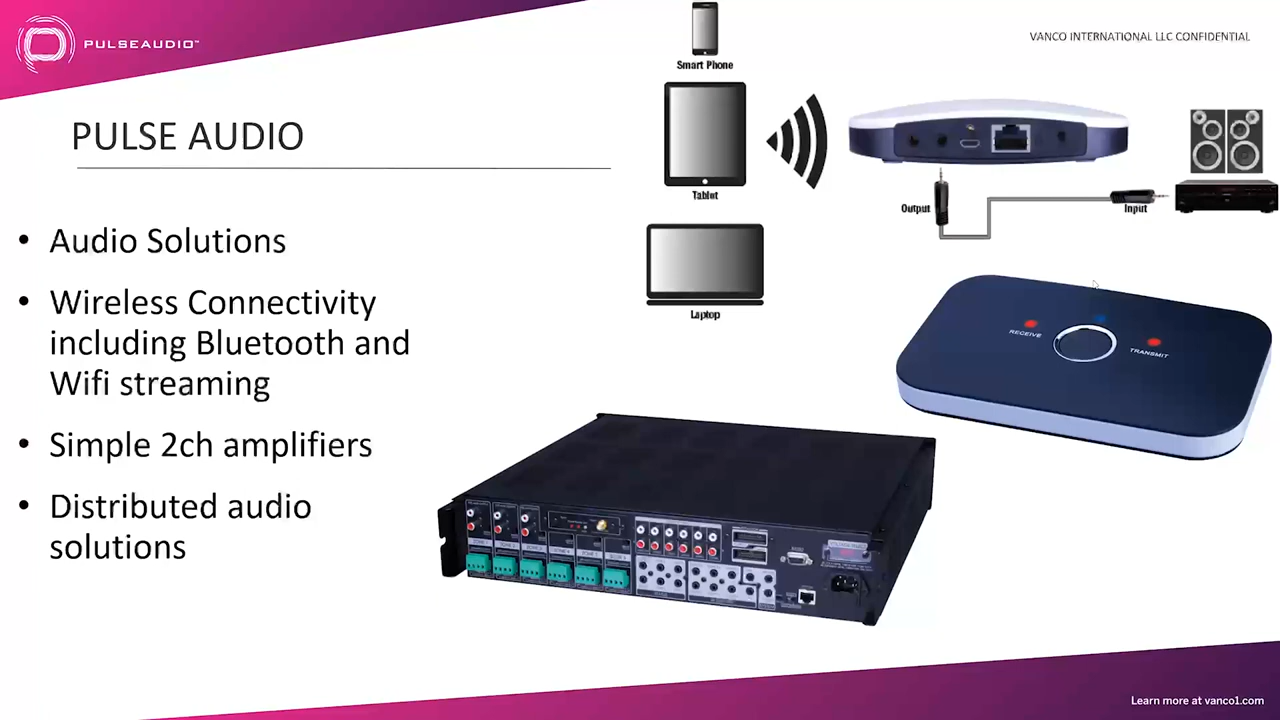 PULSEAUDIO™
VANCO INTERNATIONAL LLC CONFIDENTIAL
PULSE AUDIO
• Audio Solutions
• Wireless Connectivity
including Bluetooth and
Wifi streaming
• Simple 2ch amplifiers
• Distributed audio
solutions
Smart Phone
Tablet
Laptop
Output
Input
RECEIVE
TRANSMIT
Learn more at vanco1.com